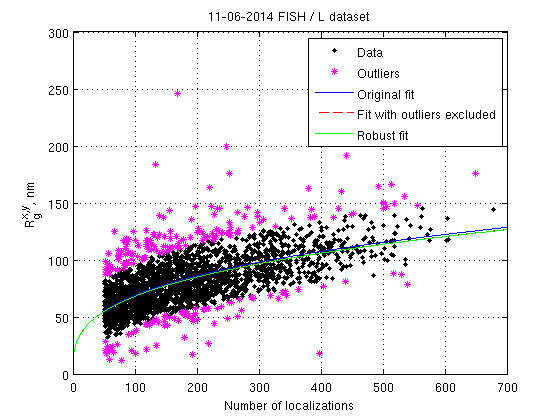 11-06-2014 FISH / L dataset
300
250
200
150
100
50
0
R_g^{x,y}, nm
Data
Outliers
Original fit
Fit with outliers excluded
Robust fit
0 100 200 300 400 500 600 700
Number of localizations